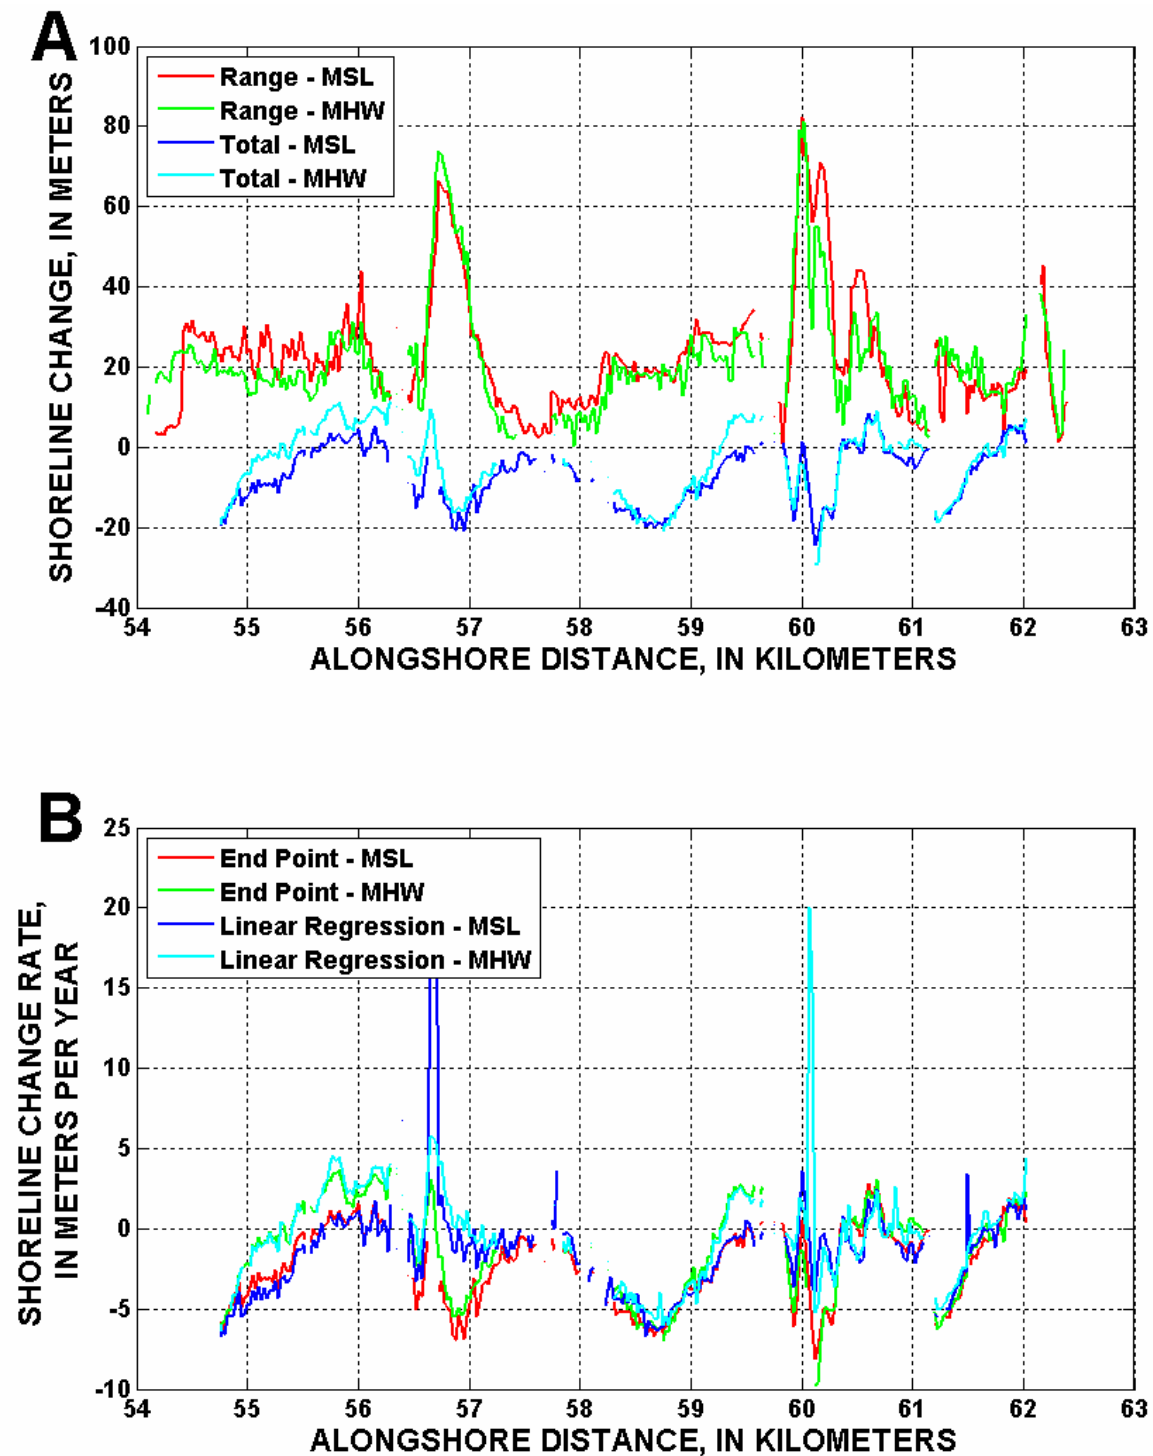 A
SHORELINE CHANGE, IN METERS
100
80
60
40
20
0
-20
-40
Range - MSL
Range - MHW
Total - MSL
Total - MHW
54 55 56 57 58 59 60 61 62 63
ALONGSHORE DISTANCE, IN KILOMETERS
B
SHORELINE CHANGE RATE,
IN METERS PER YEAR
25
20
15
10
5
0
-5
-10
End Point - MSL
End Point - MHW
Linear Regression - MSL
Linear Regression - MHW
54 55 56 57 58 59 60 61 62 63
ALONGSHORE DISTANCE, IN KILOMETERS